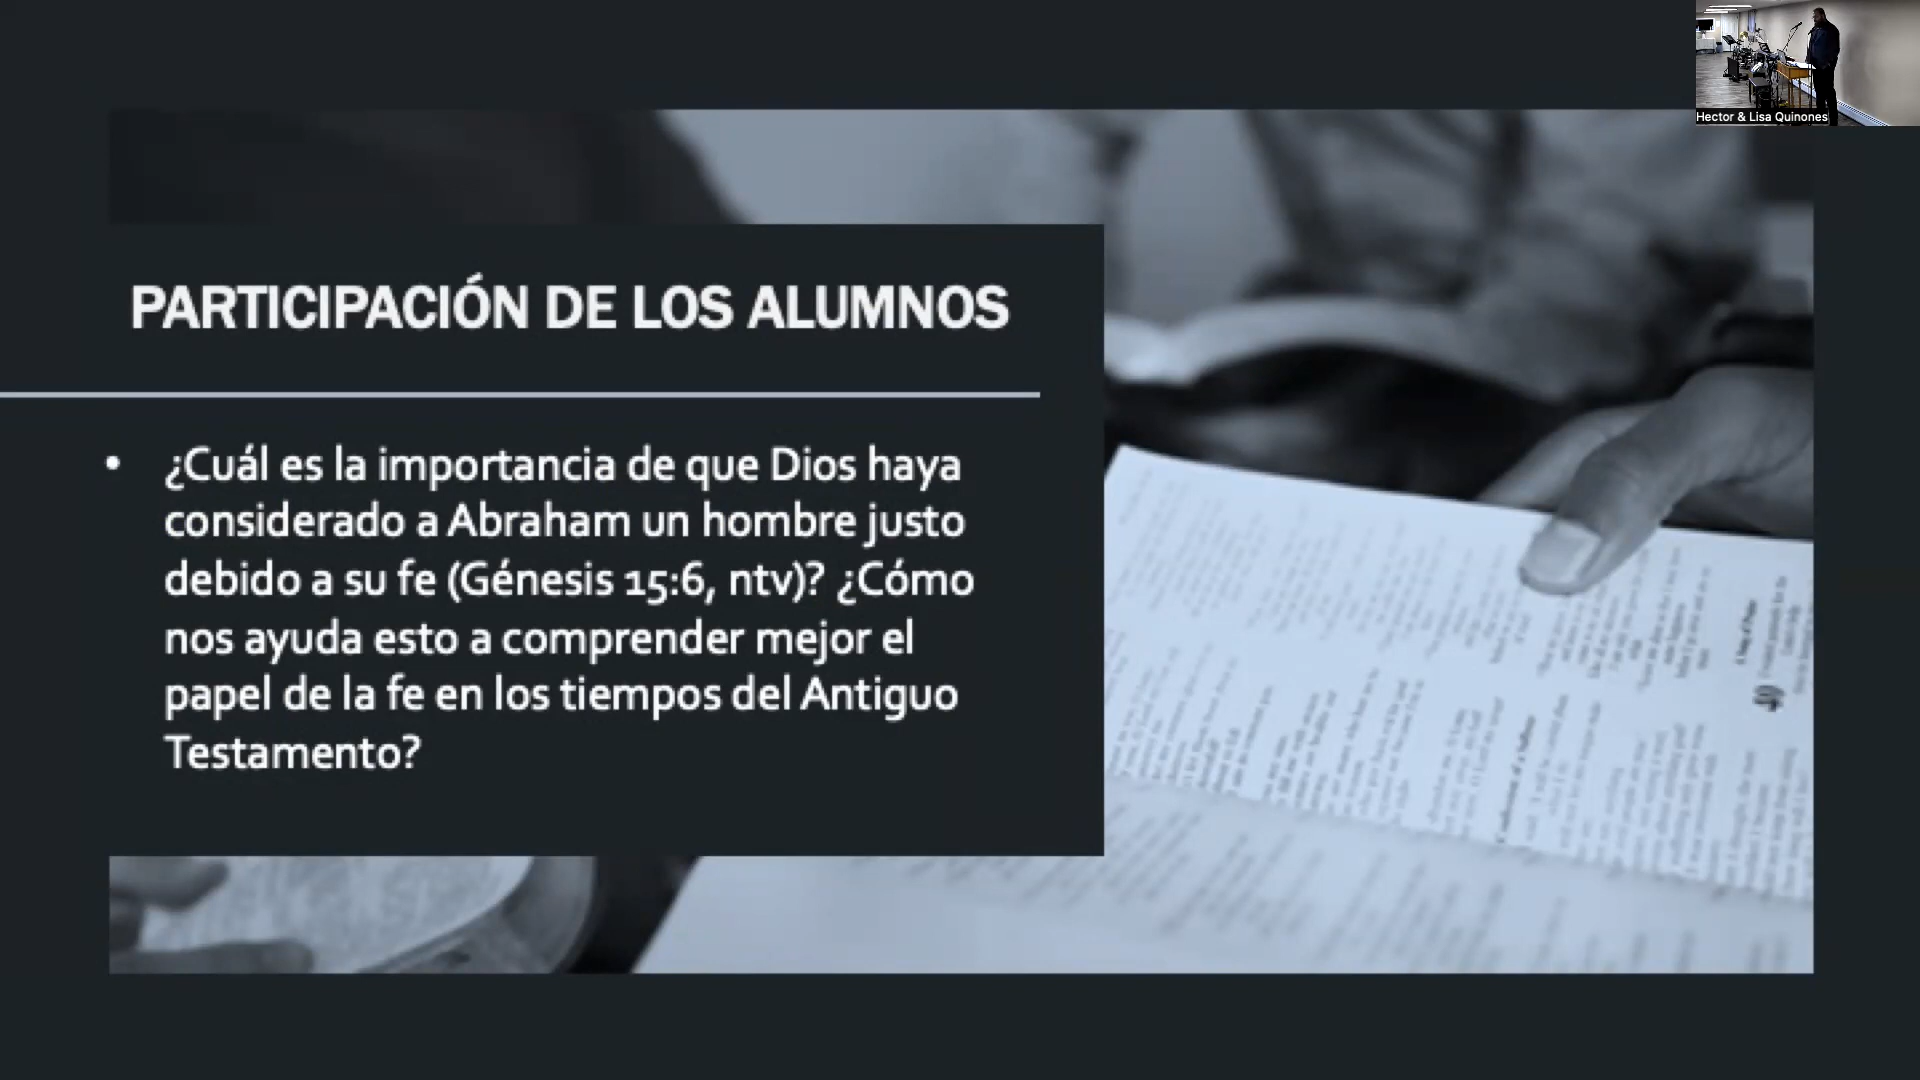 Hector & Lisa Quinones
PARTICIPACIÓN DE LOS ALUMNOS
• ¿Cuál es la importancia de que Dios haya
considerado a Abraham un hombre justo
debido a su fe (Génesis 15:6, ntv)? ¿Cómo
nos ayuda esto a comprender mejor el
papel de la fe en los tiempos del Antiguo
Testamento?